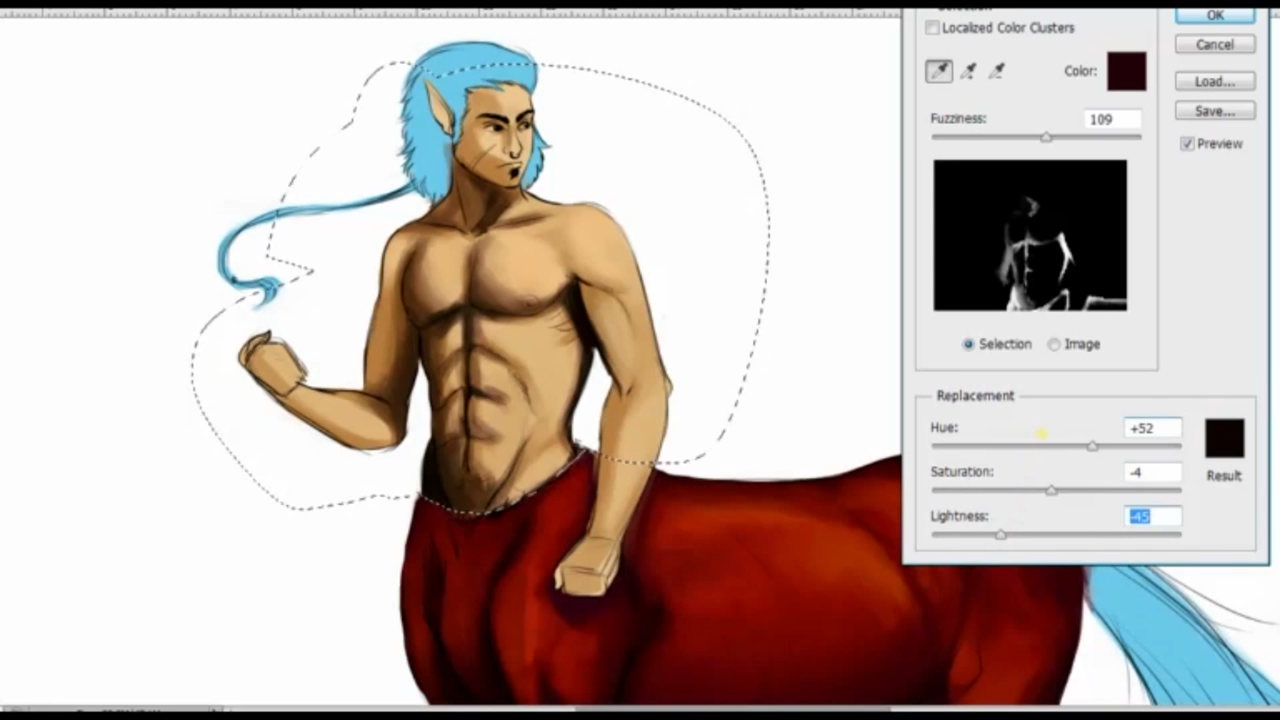 OK
Localized Color Clusters
Cancel
Color:
Load...
Fuzziness:
109
Save...
Preview
Selection
Image
Replacement
Hue:
+52
Saturation:
-4
Result
Lightness:
-45